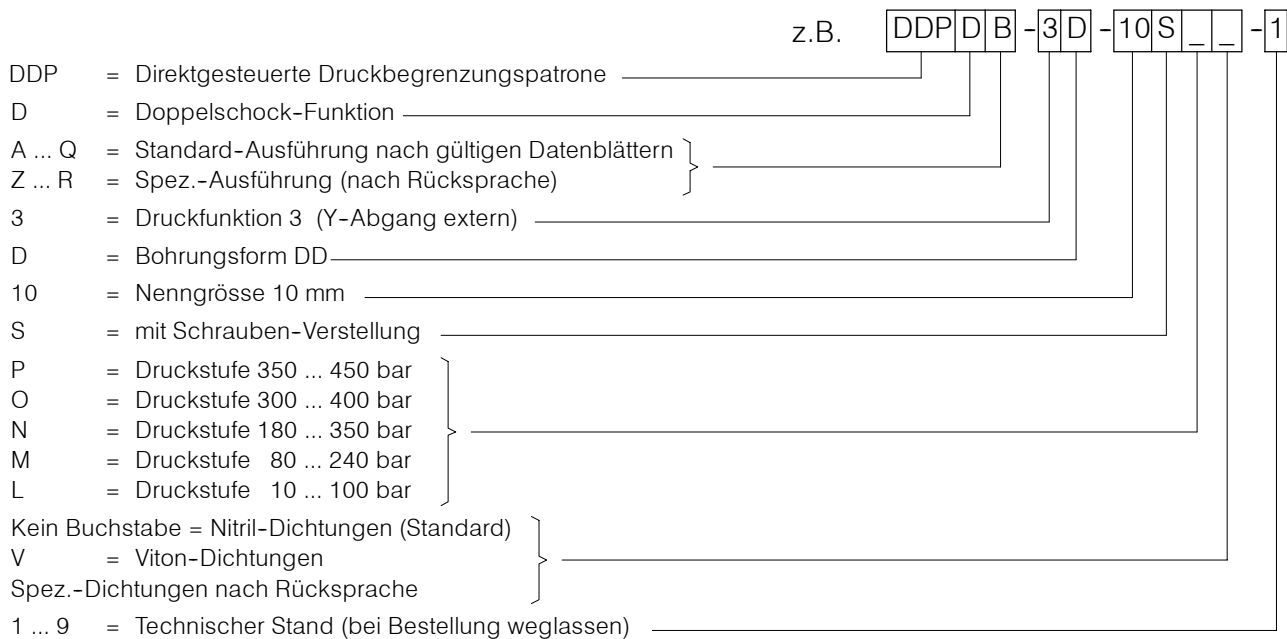 z.B. DDP D B -3 D -10 S _ _ -1
DDP = Direktgesteuerte Druckbegrenzungspatrone
D = Doppelschock-Funktion
A ... Q = Standard-Ausführung nach gültigen Datenblättern
Z ... R = Spez.-Ausführung (nach Rücksprache)
3 = Druckfunktion 3 (Y-Abgang extern)
D = Bohrungsform DD
10 = Nenngrösse 10 mm
S = mit Schrauben-Verstellung
P = Druckstufe 350 ... 450 bar
O = Druckstufe 300 ... 400 bar
N = Druckstufe 180 ... 350 bar
M = Druckstufe 80 ... 240 bar
L = Druckstufe 10 ... 100 bar
Kein Buchstabe = Nitril-Dichtungen (Standard)
V = Viton-Dichtungen
Spez.-Dichtungen nach Rücksprache
1 ... 9 = Technischer Stand (bei Bestellung weglassen)